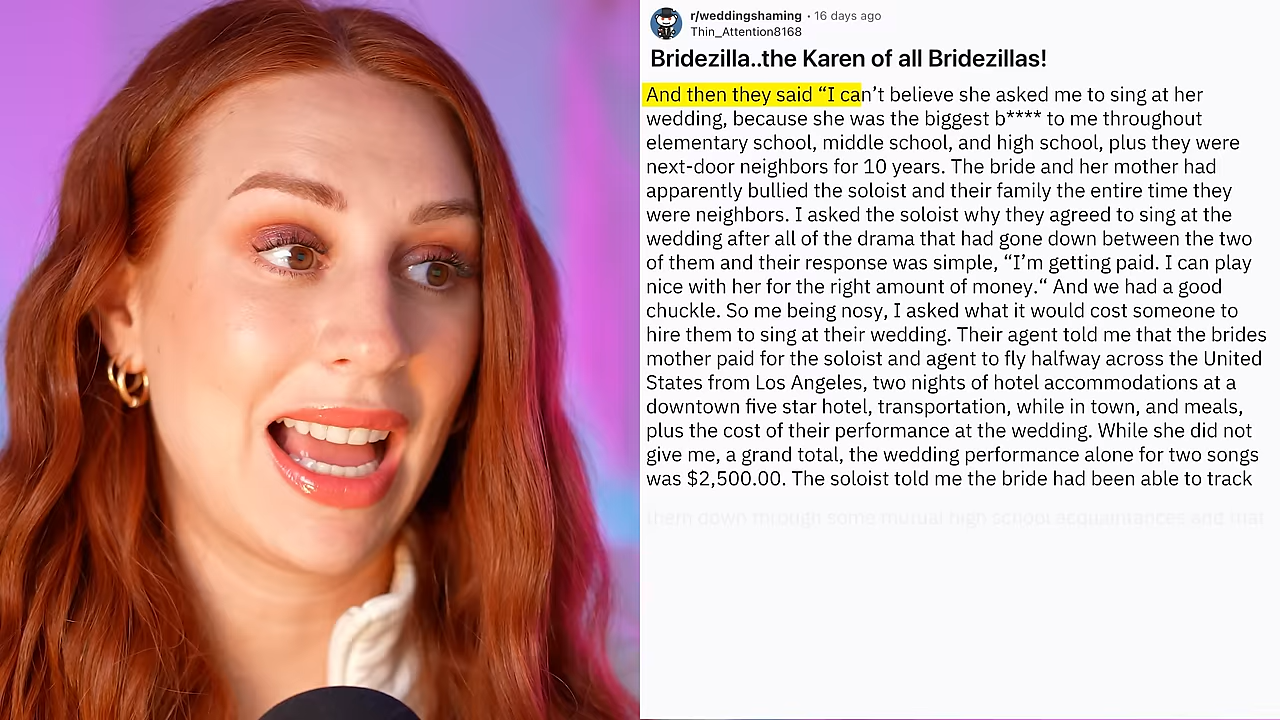 r/weddingshaming · 16 days ago
Thin_Attention8168
Bridezilla..the Karen of all Bridezillas!
And then they said “I can’t believe she asked me to sing at her
wedding, because she was the biggest b**** to me throughout
elementary school, middle school, and high school, plus they were
next-door neighbors for 10 years. The bride and her mother had
apparently bullied the soloist and their family the entire time they
were neighbors. I asked the soloist why they agreed to sing at the
wedding after all of the drama that had gone down between the two
of them and their response was simple, “I’m getting paid. I can play
nice with her for the right amount of money.“ And we had a good
chuckle. So me being nosy, I asked what it would cost someone to
hire them to sing at their wedding. Their agent told me that the brides
mother paid for the soloist and agent to fly halfway across the United
States from Los Angeles, two nights of hotel accommodations at a
downtown five star hotel, transportation, while in town, and meals,
plus the cost of their performance at the wedding. While she did not
give me, a grand total, the wedding performance alone for two songs
was $2,500.00. The soloist told me the bride had been able to track
them down through some mutual high school acquaintances and that